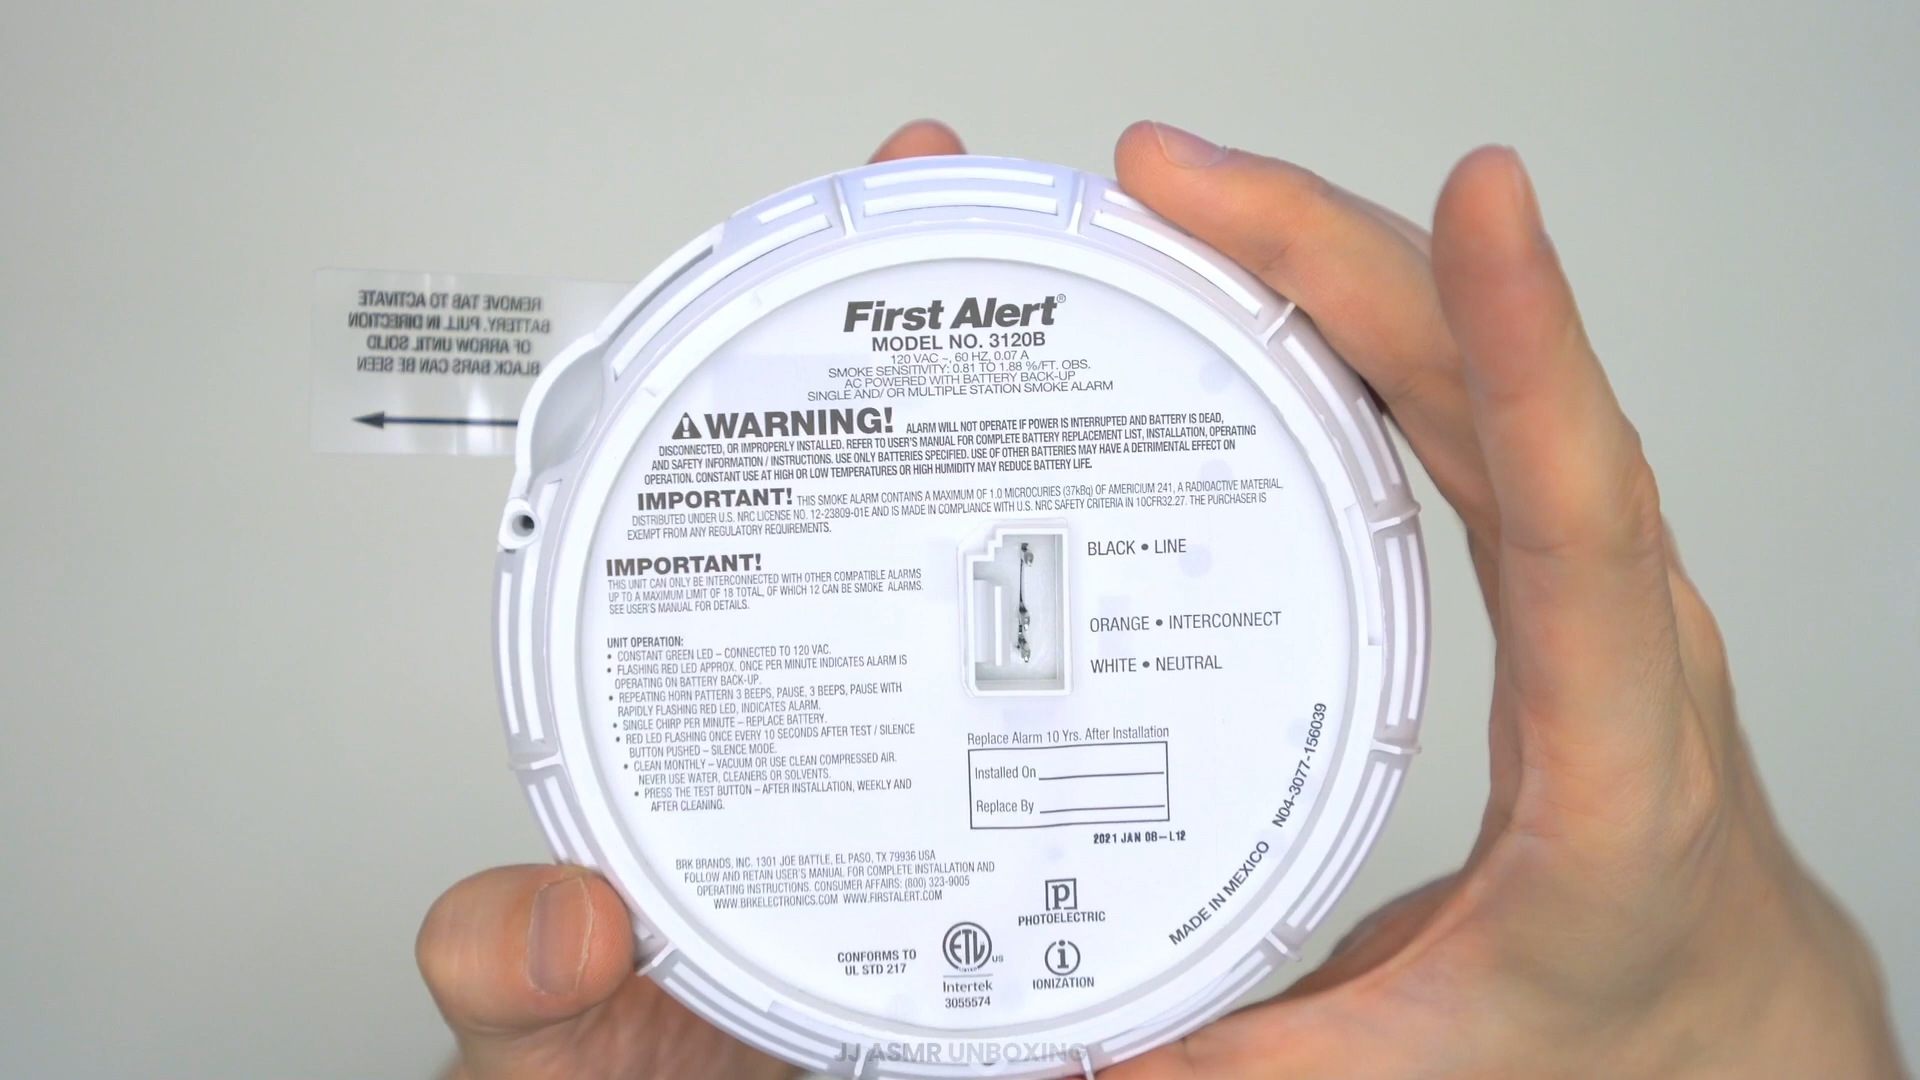 REMOVE TAB TO ACTIVATE
BATTERY. PULL IN DIRECTION
OF ARROW UNTIL SOLID
BLACK BARS CAN BE SEEN
First Alert®
MODEL NO. 3120B
120 VAC ~, 60 HZ, 0.07 A
SMOKE SENSITIVITY: 0.81 TO 1.88 %/FT. OBS.
AC POWERED WITH BATTERY BACK-UP
SINGLE AND/ OR MULTIPLE STATION SMOKE ALARM
WARNING! ALARM WILL NOT OPERATE IF POWER IS INTERRUPTED AND BATTERY IS DEAD,
DISCONNECTED, OR IMPROPERLY INSTALLED. REFER TO USER'S MANUAL FOR COMPLETE BATTERY REPLACEMENT LIST, INSTALLATION, OPERATING
AND SAFETY INFORMATION / INSTRUCTIONS. USE ONLY BATTERIES SPECIFIED. USE OF OTHER BATTERIES MAY HAVE A DETRIMENTAL EFFECT ON
OPERATION. CONSTANT USE AT HIGH OR LOW TEMPERATURES OR HIGH HUMIDITY MAY REDUCE BATTERY LIFE.
IMPORTANT! THIS SMOKE ALARM CONTAINS A MAXIMUM OF 1.0 MICROCURIES (37kBq) OF AMERICIUM 241, A RADIOACTIVE MATERIAL,
DISTRIBUTED UNDER U.S. NRC LICENSE NO. 12-23809-01E AND IS MADE IN COMPLIANCE WITH U.S. NRC SAFETY CRITERIA IN 10CFR32.27. THE PURCHASER IS
EXEMPT FROM ANY REGULATORY REQUIREMENTS.
IMPORTANT!
THIS UNIT CAN ONLY BE INTERCONNECTED WITH OTHER COMPATIBLE ALARMS
UP TO A MAXIMUM LIMIT OF 18 TOTAL, OF WHICH 12 CAN BE SMOKE ALARMS.
SEE USER'S MANUAL FOR DETAILS.
BLACK • LINE
ORANGE • INTERCONNECT
WHITE • NEUTRAL
UNIT OPERATION:
• CONSTANT GREEN LED – CONNECTED TO 120 VAC.
• FLASHING RED LED APPROX. ONCE PER MINUTE INDICATES ALARM IS
OPERATING ON BATTERY BACK-UP.
• REPEATING HORN PATTERN 3 BEEPS, PAUSE, 3 BEEPS, PAUSE WITH
RAPIDLY FLASHING RED LED, INDICATES ALARM.
• SINGLE CHIRP PER MINUTE – REPLACE BATTERY.
• RED LED FLASHING ONCE EVERY 10 SECONDS AFTER TEST / SILENCE
BUTTON PUSHED – SILENCE MODE.
• CLEAN MONTHLY – VACUUM OR USE CLEAN COMPRESSED AIR.
NEVER USE WATER, CLEANERS OR SOLVENTS.
• PRESS THE TEST BUTTON – AFTER INSTALLATION, WEEKLY AND
AFTER CLEANING.
Replace Alarm 10 Yrs. After Installation
Installed On
Replace By
2021 JAN 08–L12
MADE IN MEXICO N04-3077-156039
BRK BRANDS, INC. 1301 JOE BATTLE, EL PASO, TX 79936 USA
FOLLOW AND RETAIN USER'S MANUAL FOR COMPLETE INSTALLATION AND
OPERATING INSTRUCTIONS. CONSUMER AFFAIRS: (800) 323-9005
WWW.BRKELECTRONICS.COM WWW.FIRSTALERT.COM
P
PHOTOELECTRIC
CONFORMS TO
UL STD 217
ETL US
Intertek
3055574
i
IONIZATION
JJ ASMR UNBOXING